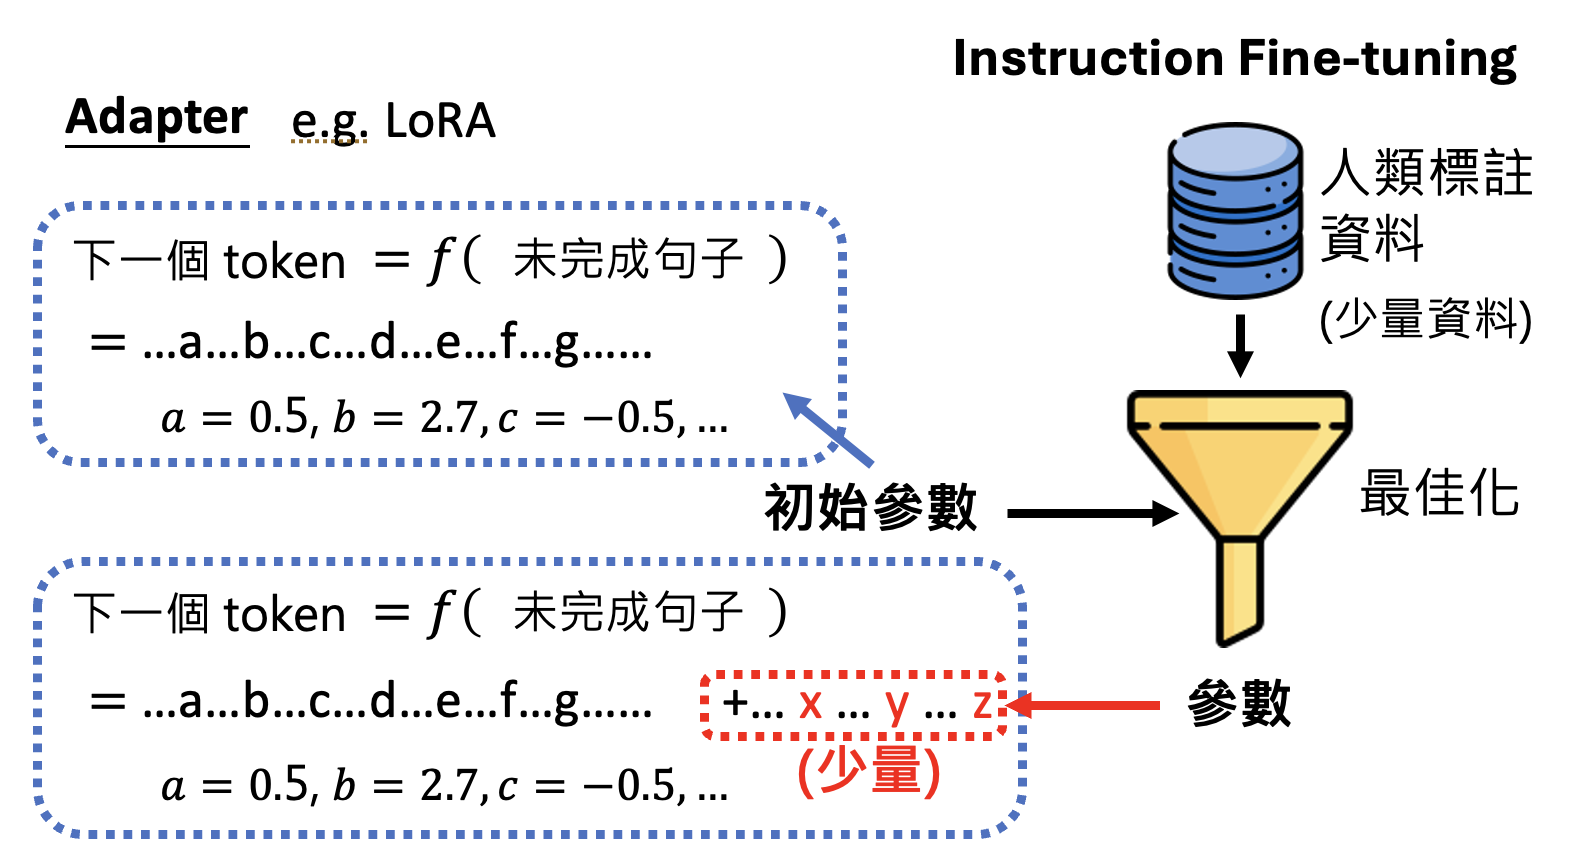 Instruction Fine-tuning
Adapter e.g. LoRA
人類標註
資料
(少量資料)
下一個 token = f( 未完成句子 )
= ...a...b...c...d...e...f...g......
a = 0.5, b = 2.7, c = −0.5, ...
初始參數
最佳化
下一個 token = f( 未完成句子 )
= ...a...b...c...d...e...f...g...... +... x ... y ... z
參數
(少量)
a = 0.5, b = 2.7, c = −0.5, ...